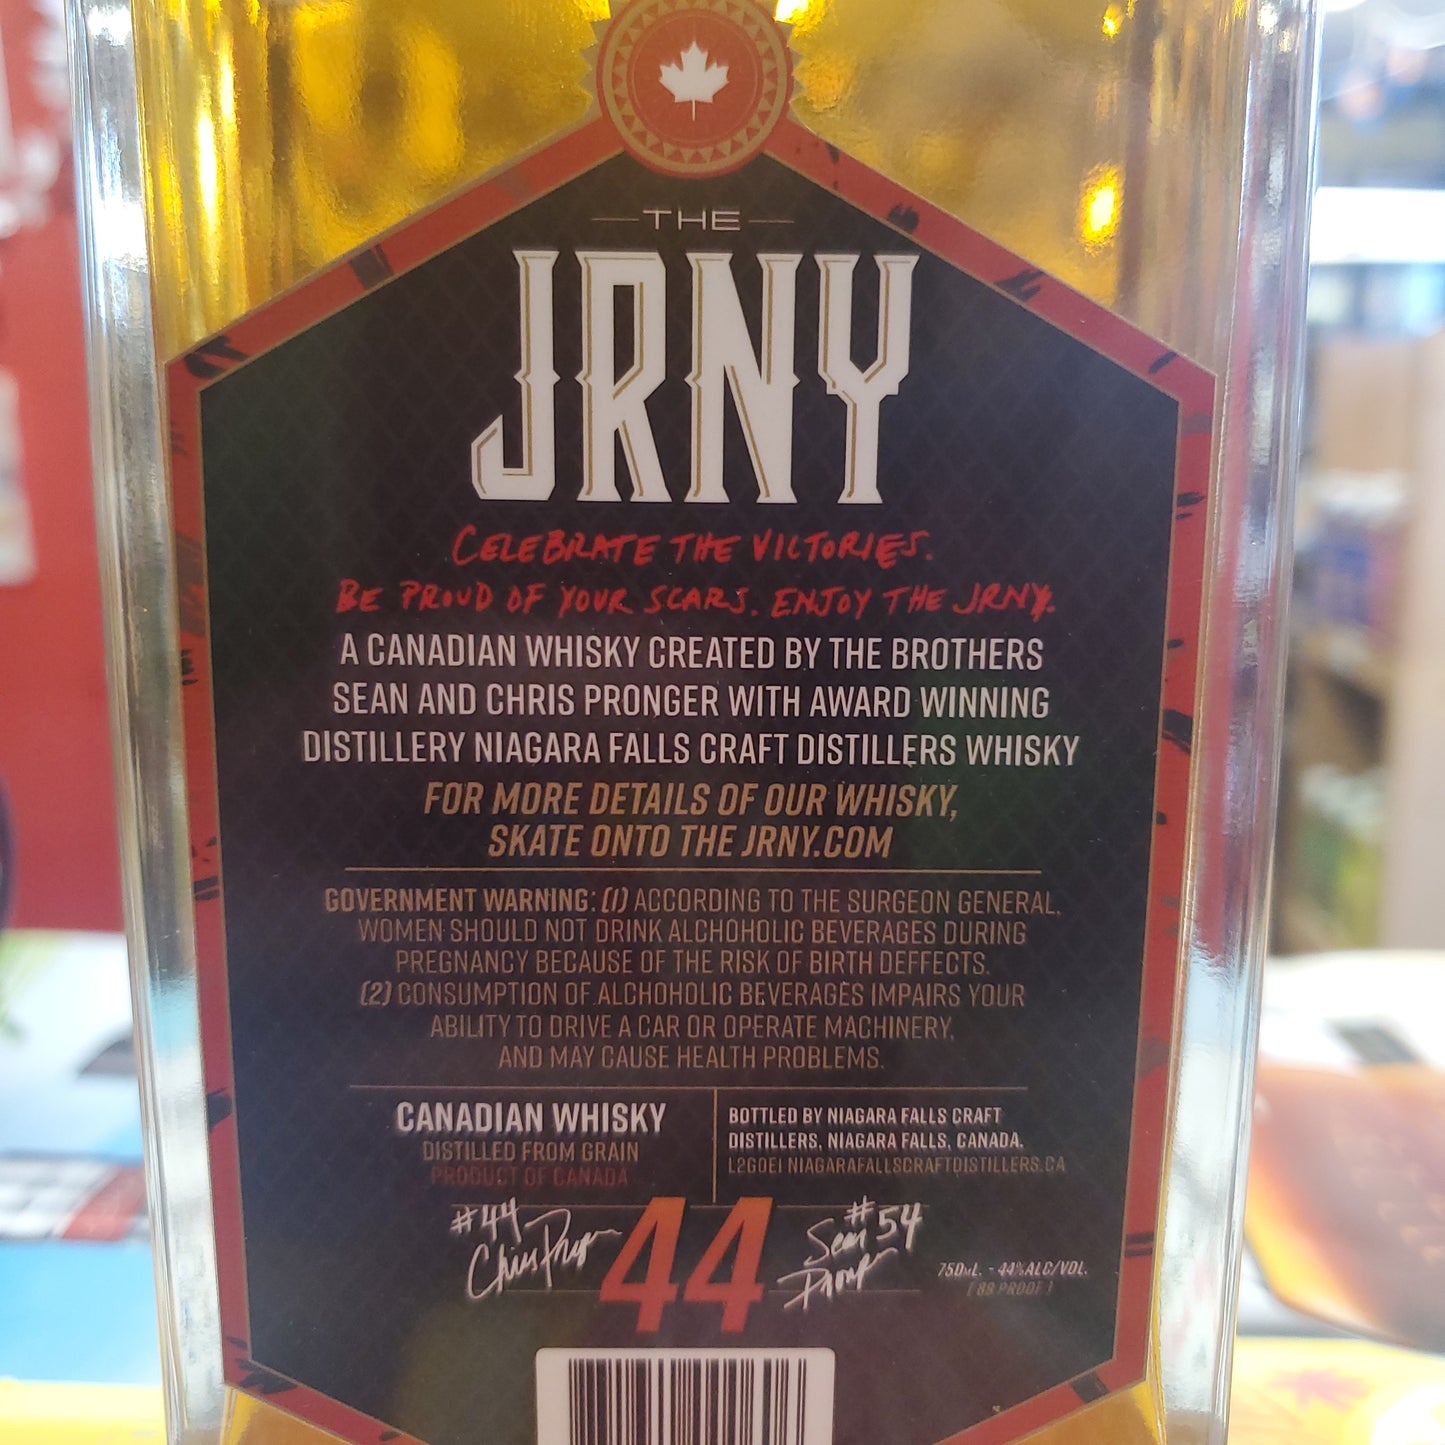 THE
JRNY
CELEBRATE THE VICTORIES.
BE PROUD OF YOUR SCARS. ENJOY THE JRNY.
A CANADIAN WHISKY CREATED BY THE BROTHERS
SEAN AND CHRIS PRONGER WITH AWARD WINNING
DISTILLERY NIAGARA FALLS CRAFT DISTILLERS WHISKY
FOR MORE DETAILS OF OUR WHISKY,
SKATE ONTO THE JRNY.COM
GOVERNMENT WARNING: (1) ACCORDING TO THE SURGEON GENERAL,
WOMEN SHOULD NOT DRINK ALCHOHOLIC BEVERAGES DURING
PREGNANCY BECAUSE OF THE RISK OF BIRTH DEFFECTS.
(2) CONSUMPTION OF ALCHOHOLIC BEVERAGES IMPAIRS YOUR
ABILITY TO DRIVE A CAR OR OPERATE MACHINERY,
AND MAY CAUSE HEALTH PROBLEMS.
CANADIAN WHISKY
DISTILLED FROM GRAIN
PRODUCT OF CANADA
BOTTLED BY NIAGARA FALLS CRAFT
DISTILLERS, NIAGARA FALLS, CANADA.
L2G0E1 NIAGARAFALLSCRAFTDISTILLERS.CA
#44
Chris Pronger
44
#54
Sean
Pronger
750mL. - 44%ALC/VOL.
[88 PROOF]